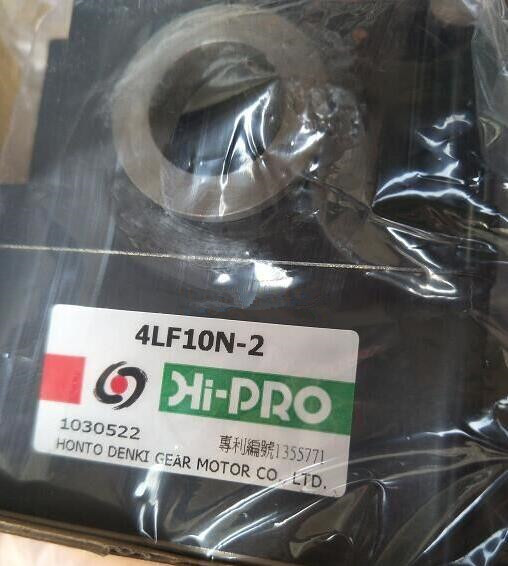 4LF10N-2
Hi-PRO
1030522
專利編號1355771
HONTO DENKI GEAR MOTOR CO., LTD.